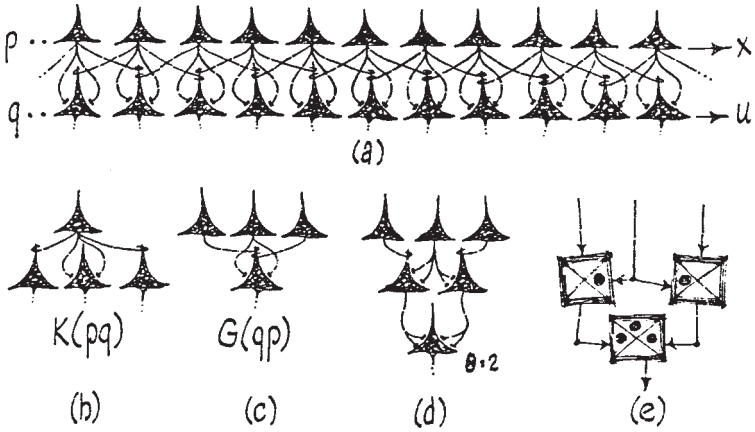 p ·· → x
q ·· → u
(a)
K(pq) G(qp) θ=2
(b) (c) (d) (e)